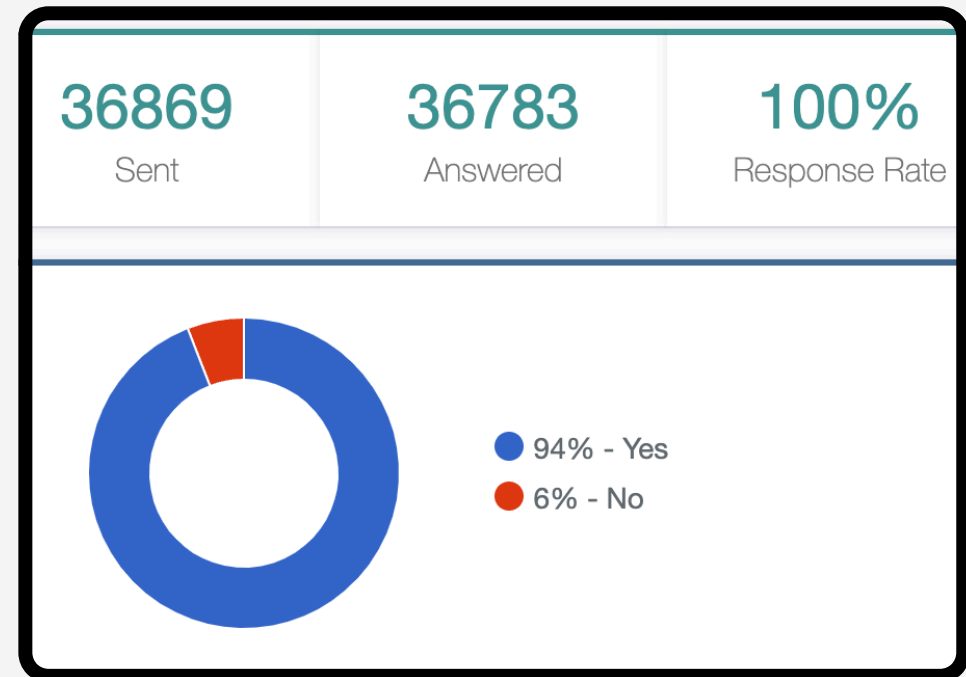 36869 36783 100%
Sent Answered Response Rate
94% - Yes
6% - No